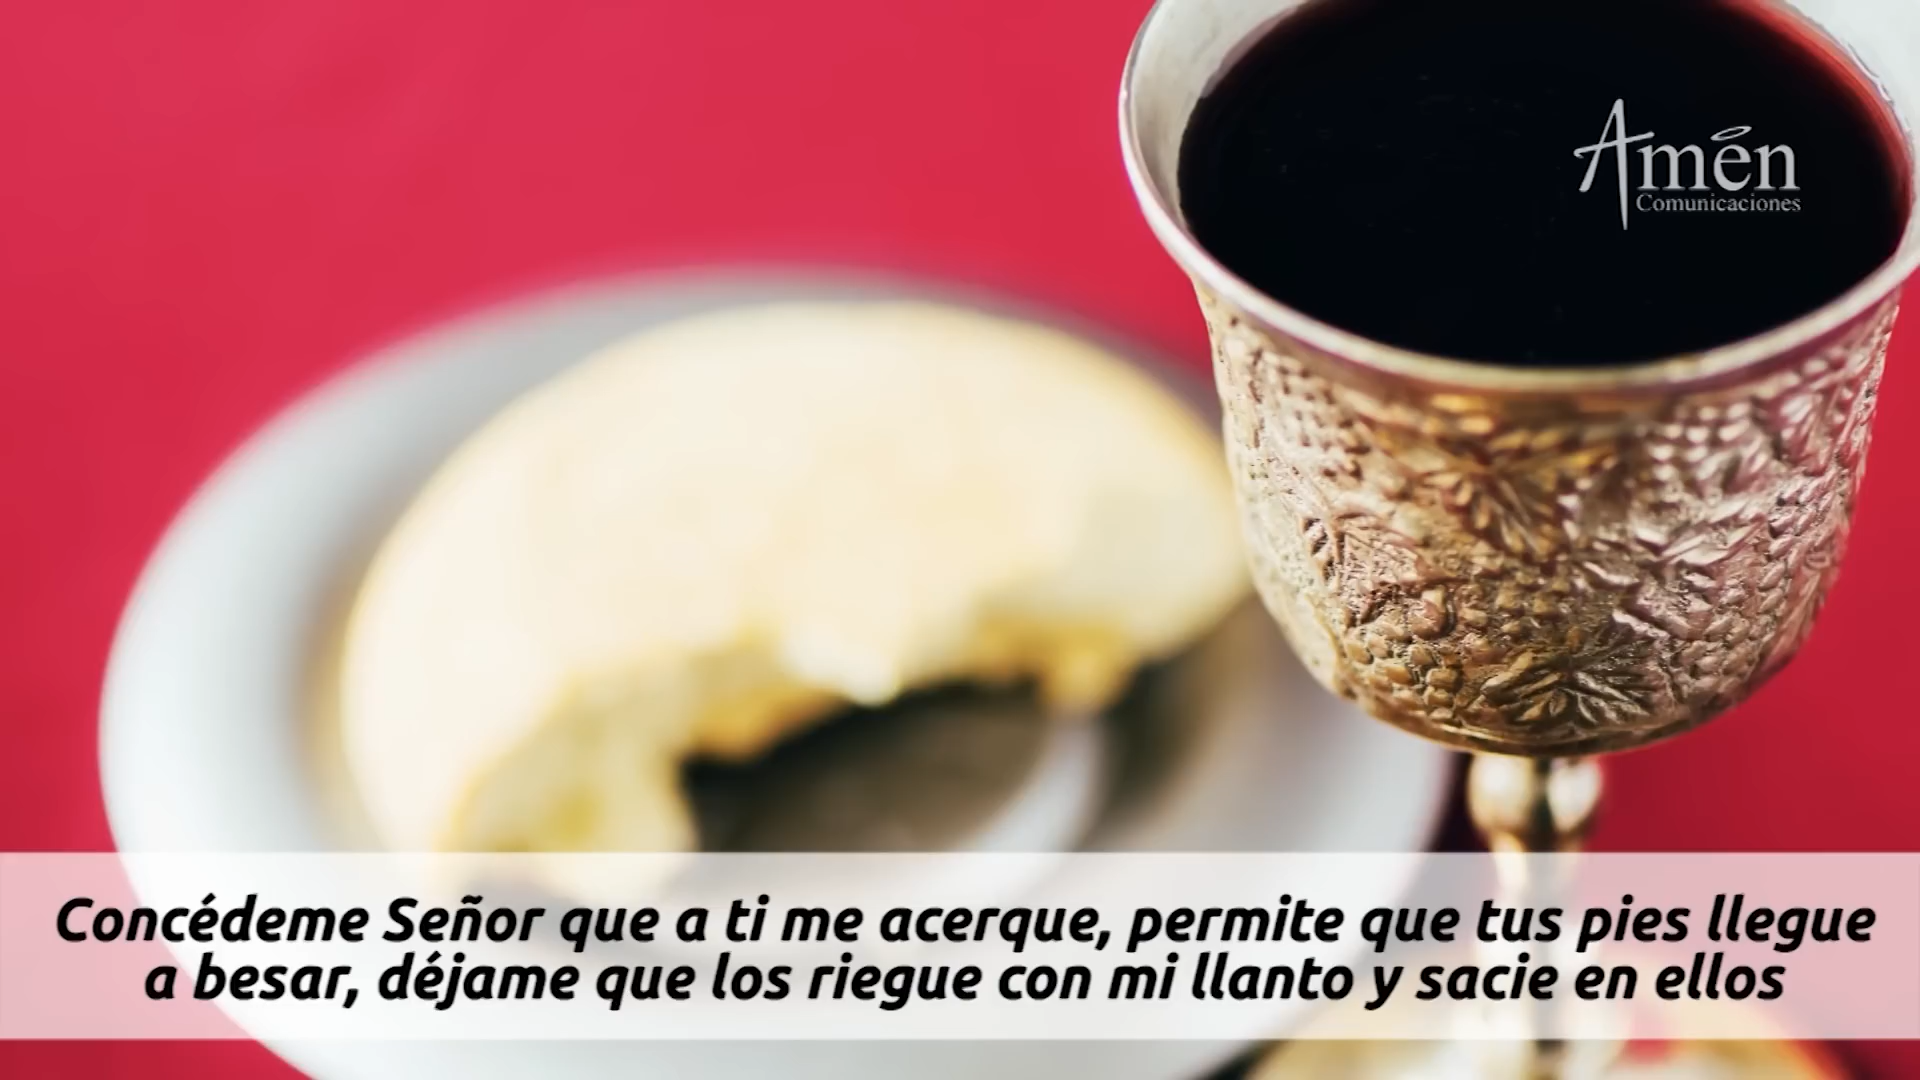 Amén
Comunicaciones
Concédeme Señor que a ti me acerque, permite que tus pies llegue
a besar, déjame que los riegue con mi llanto y sacie en ellos